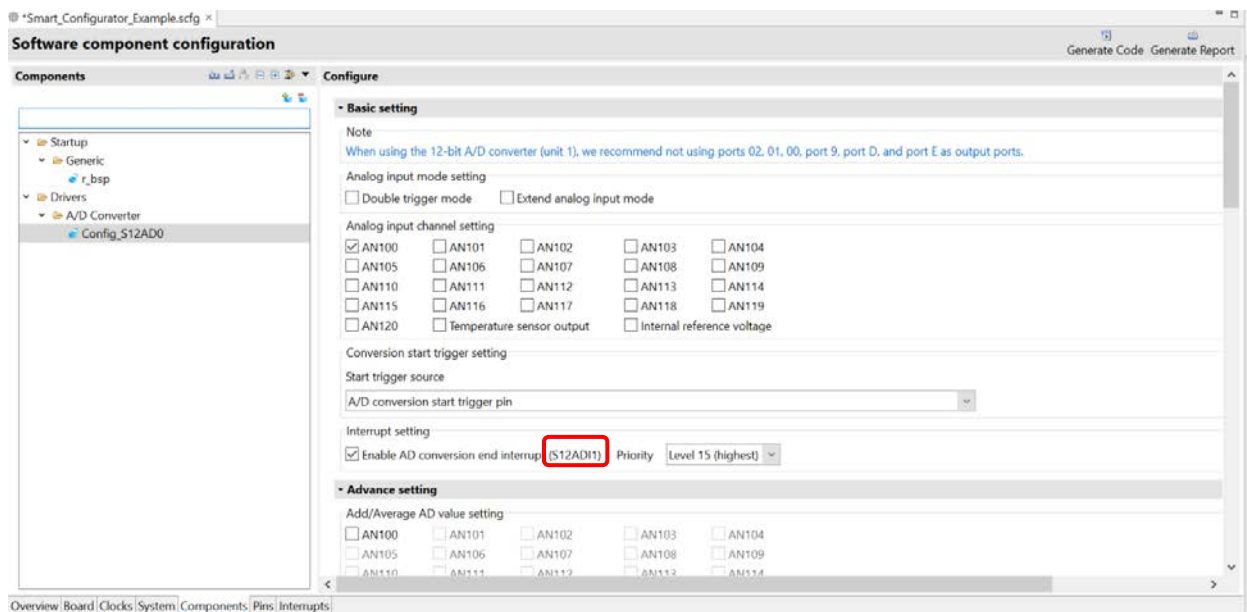 *Smart_Configurator_Example.scfg
Software component configuration
Generate Code Generate Report
Components
Configure
Startup
Generic
r_bsp
Drivers
A/D Converter
Config_S12AD0
Basic setting
Note
When using the 12-bit A/D converter (unit 1), we recommend not using ports 02, 01, 00, port 9, port D, and port E as output ports.
Analog input mode setting
Double trigger mode Extend analog input mode
Analog input channel setting
AN100 AN101 AN102 AN103 AN104
AN105 AN106 AN107 AN108 AN109
AN110 AN111 AN112 AN113 AN114
AN115 AN116 AN117 AN118 AN119
AN120 Temperature sensor output Internal reference voltage
Conversion start trigger setting
Start trigger source
A/D conversion start trigger pin
Interrupt setting
Enable AD conversion end interrup (S12ADI1) Priority Level 15 (highest)
Advance setting
Add/Average AD value setting
AN100 AN101 AN102 AN103 AN104
AN105 AN106 AN107 AN108 AN109
AN110 AN111 AN112 AN113 AN114
Overview Board Clocks System Components Pins Interrupts